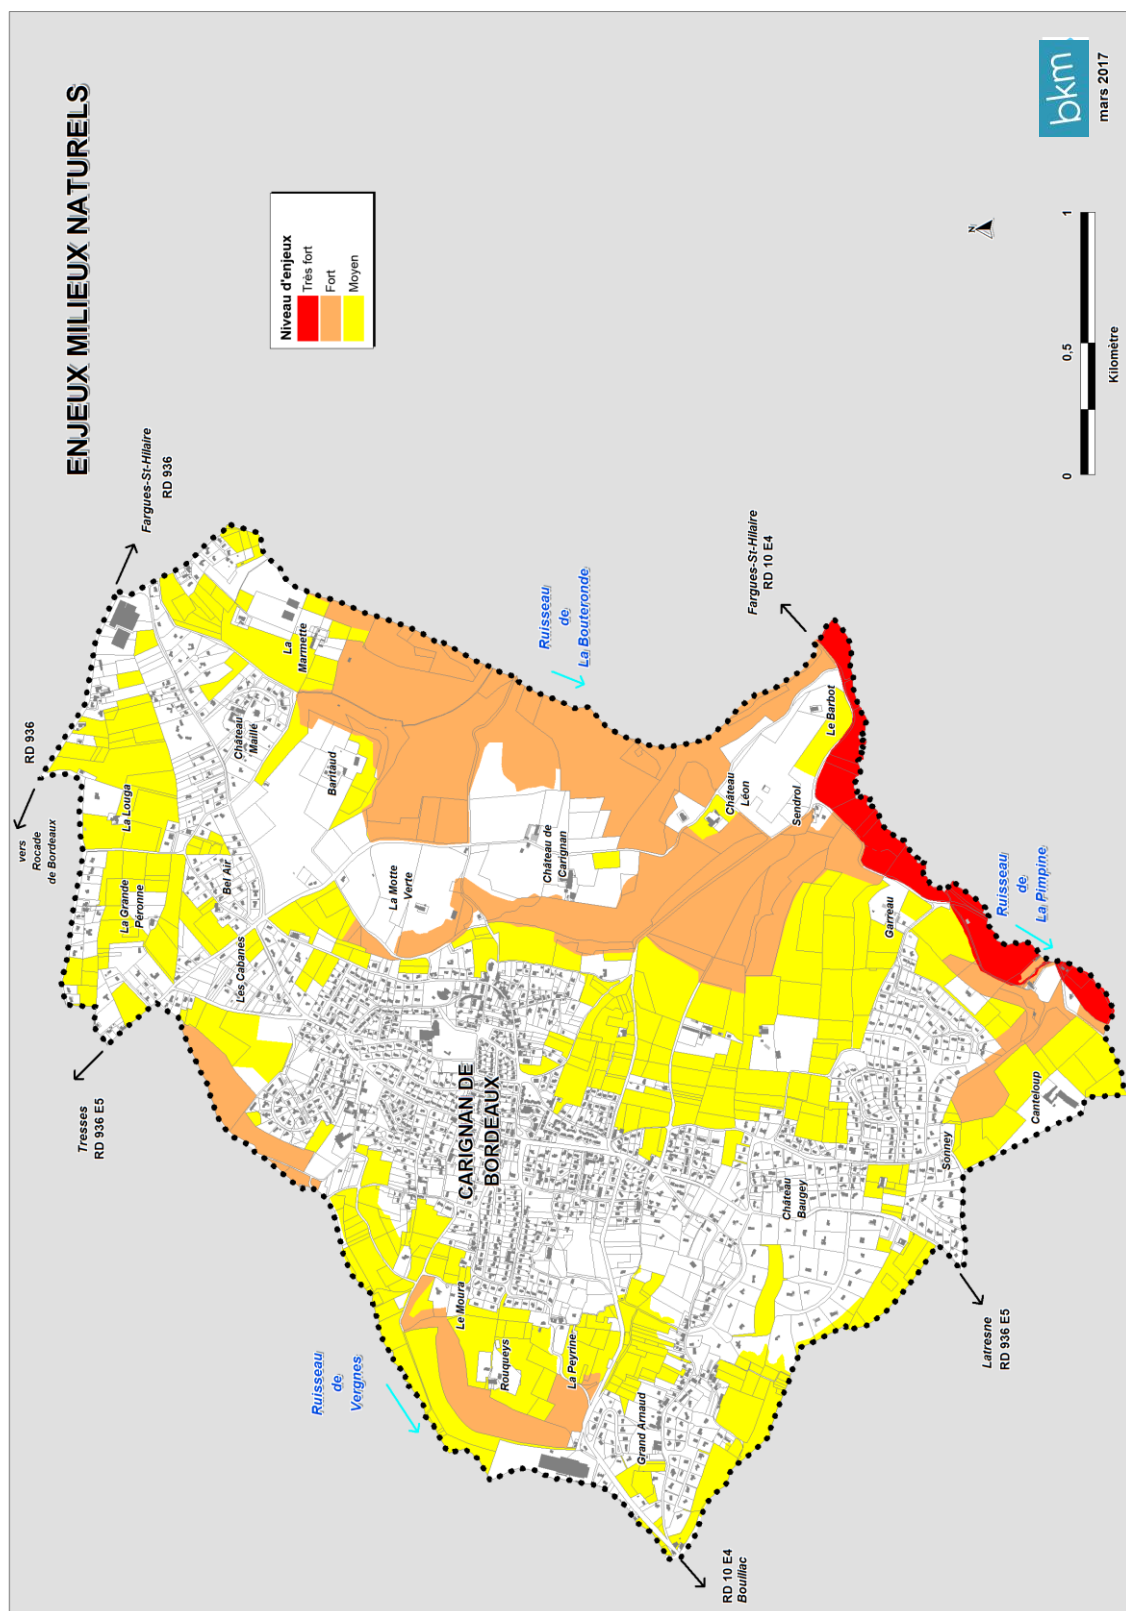 ENJEUX MILIEUX NATURELS
Niveau d'enjeux
Très fort
Fort
Moyen
bkm
mars 2017
N
0
0,5
1
Kilomètre
vers
Rocade
de Bordeaux
RD 936
Fargues-St-Hilaire
RD 936
Tresses
RD 936 E5
La Grande
Péronne
La Louga
Bel Air
Les Cabanes
Château
Maillé
La
Marmette
Baritaud
La Motte
Verte
Château de
Carignan
Ruisseau
de
La Bouteronde
Fargues-St-Hilaire
RD 10 E4
Château
Léon
Le Barbot
Sendrol
Garreau
Ruisseau
de
La Pimpine
CARIGNAN DE
BORDEAUX
Ruisseau
de
Vergnes
Le Moura
Rouqueys
La Peyrine
Grand Arnaud
Château
Baugey
Sonney
Canteloup
Latresne
RD 936 E5
RD 10 E4
Bouliac